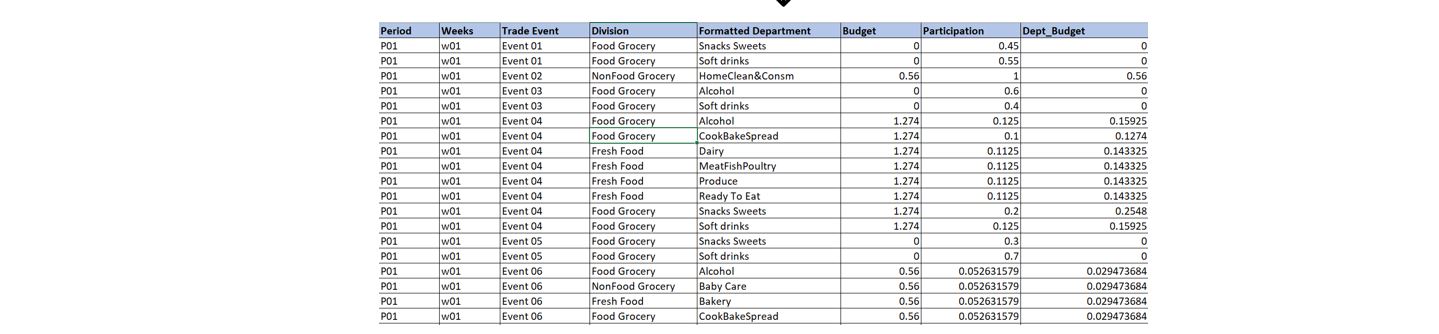 Period Weeks Trade Event Division Formatted Department Budget Participation Dept_Budget
P01 w01 Event 01 Food Grocery Snacks Sweets 0 0.45 0
P01 w01 Event 01 Food Grocery Soft drinks 0 0.55 0
P01 w01 Event 02 NonFood Grocery HomeClean&Consm 0.56 1 0.56
P01 w01 Event 03 Food Grocery Alcohol 0 0.6 0
P01 w01 Event 03 Food Grocery Soft drinks 0 0.4 0
P01 w01 Event 04 Food Grocery Alcohol 1.274 0.125 0.15925
P01 w01 Event 04 Food Grocery CookBakeSpread 1.274 0.1 0.1274
P01 w01 Event 04 Fresh Food Dairy 1.274 0.1125 0.143325
P01 w01 Event 04 Fresh Food MeatFishPoultry 1.274 0.1125 0.143325
P01 w01 Event 04 Fresh Food Produce 1.274 0.1125 0.143325
P01 w01 Event 04 Fresh Food Ready To Eat 1.274 0.1125 0.143325
P01 w01 Event 04 Food Grocery Snacks Sweets 1.274 0.2 0.2548
P01 w01 Event 04 Food Grocery Soft drinks 1.274 0.125 0.15925
P01 w01 Event 05 Food Grocery Snacks Sweets 0 0.3 0
P01 w01 Event 05 Food Grocery Soft drinks 0 0.7 0
P01 w01 Event 06 Food Grocery Alcohol 0.56 0.052631579 0.029473684
P01 w01 Event 06 NonFood Grocery Baby Care 0.56 0.052631579 0.029473684
P01 w01 Event 06 Fresh Food Bakery 0.56 0.052631579 0.029473684
P01 w01 Event 06 Food Grocery CookBakeSpread 0.56 0.052631579 0.029473684